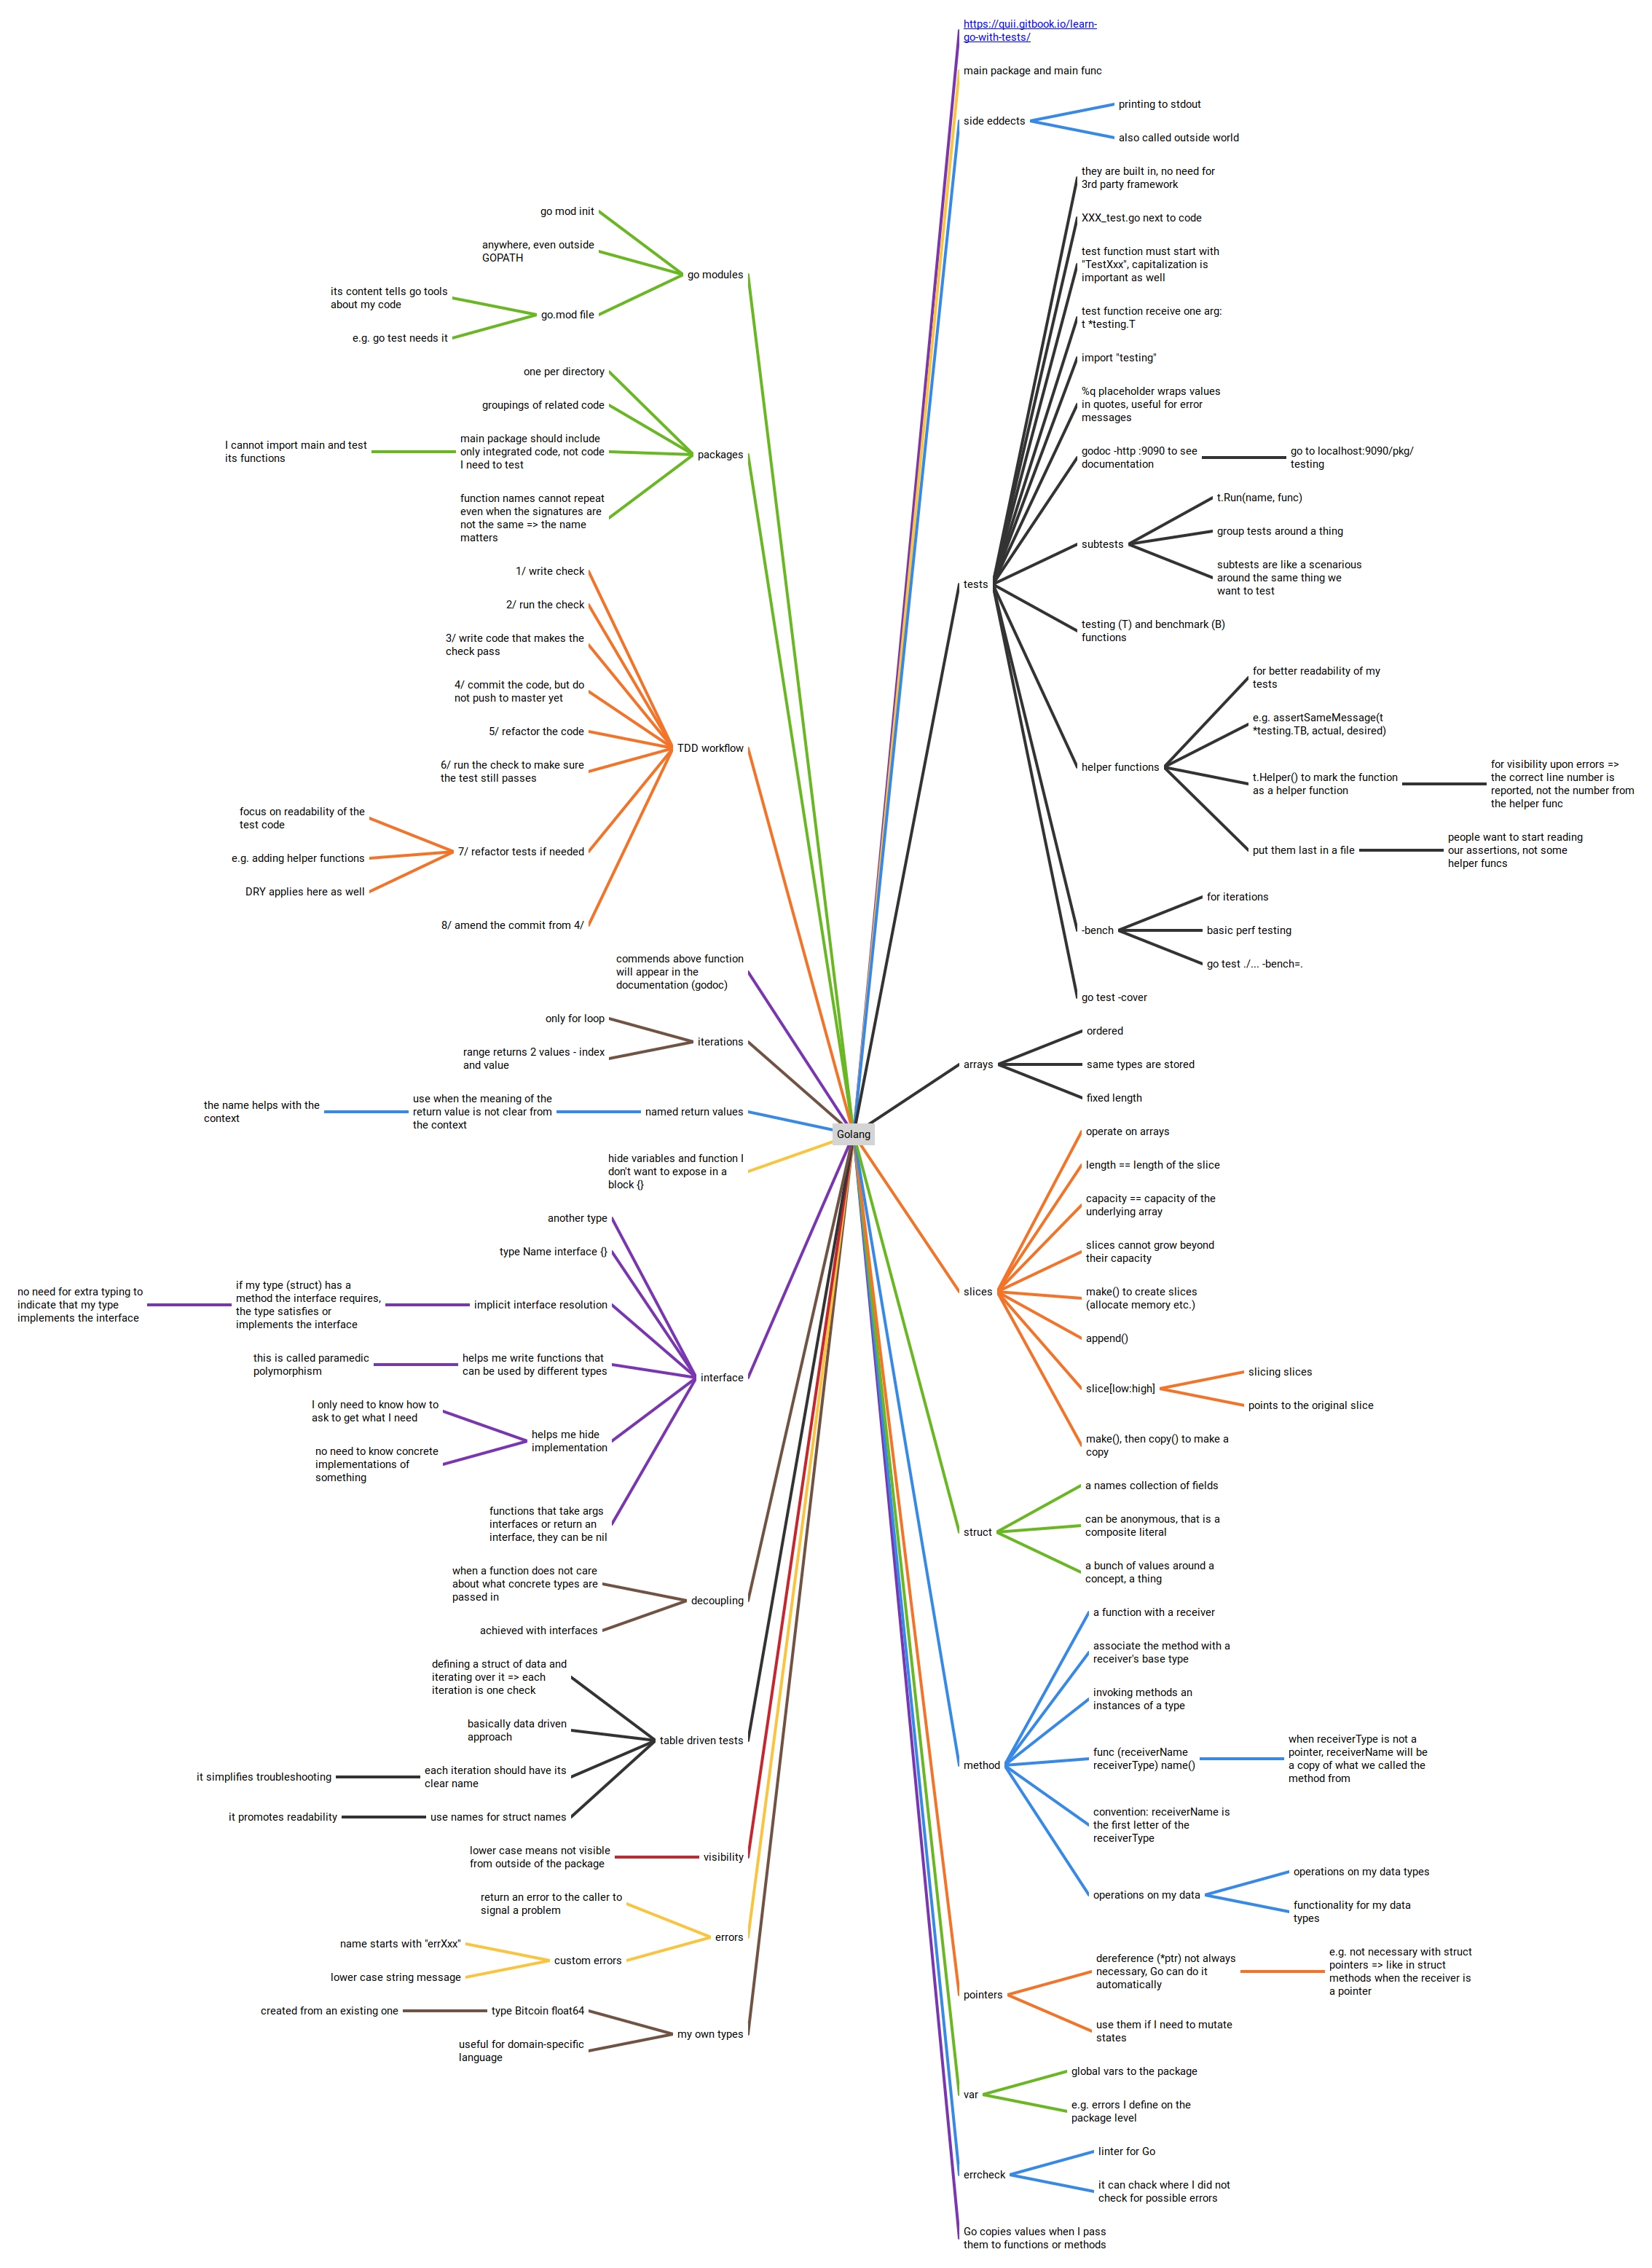 https://quii.gitbook.io/learn-
go-with-tests/
main package and main func
side eddects
printing to stdout
also called outside world
tests
they are built in, no need for
3rd party framework
XXX_test.go next to code
test function must start with
"TestXxx", capitalization is
important as well
test function receive one arg:
t *testing.T
import "testing"
%q placeholder wraps values
in quotes, useful for error
messages
godoc -http :9090 to see
documentation
go to localhost:9090/pkg/
testing
subtests
t.Run(name, func)
group tests around a thing
subtests are like a scenarious
around the same thing we
want to test
testing (T) and benchmark (B)
functions
helper functions
for better readability of my
tests
e.g. assertSameMessage(t
*testing.TB, actual, desired)
t.Helper() to mark the function
as a helper function
for visibility upon errors =>
the correct line number is
reported, not the number from
the helper func
put them last in a file
people want to start reading
our assertions, not some
helper funcs
-bench
for iterations
basic perf testing
go test ./... -bench=.
go test -cover
arrays
ordered
same types are stored
fixed length
slices
operate on arrays
length == length of the slice
capacity == capacity of the
underlying array
slices cannot grow beyond
their capacity
make() to create slices
(allocate memory etc.)
append()
slice[low:high]
slicing slices
points to the original slice
make(), then copy() to make a
copy
struct
a names collection of fields
can be anonymous, that is a
composite literal
a bunch of values around a
concept, a thing
method
a function with a receiver
associate the method with a
receiver's base type
invoking methods an
instances of a type
func (receiverName
receiverType) name()
when receiverType is not a
pointer, receiverName will be
a copy of what we called the
method from
convention: receiverName is
the first letter of the
receiverType
operations on my data
operations on my data types
functionality for my data
types
pointers
dereference (*ptr) not always
necessary, Go can do it
automatically
e.g. not necessary with struct
pointers => like in struct
methods when the receiver is
a pointer
use them if I need to mutate
states
var
global vars to the package
e.g. errors I define on the
package level
errcheck
linter for Go
it can chack where I did not
check for possible errors
Go copies values when I pass
them to functions or methods
Golang
go modules
go mod init
anywhere, even outside
GOPATH
go.mod file
its content tells go tools
about my code
e.g. go test needs it
packages
one per directory
groupings of related code
main package should include
only integrated code, not code
I need to test
I cannot import main and test
its functions
function names cannot repeat
even when the signatures are
not the same => the name
matters
TDD workflow
1/ write check
2/ run the check
3/ write code that makes the
check pass
4/ commit the code, but do
not push to master yet
5/ refactor the code
6/ run the check to make sure
the test still passes
7/ refactor tests if needed
focus on readability of the
test code
e.g. adding helper functions
DRY applies here as well
8/ amend the commit from 4/
commends above function
will appear in the
documentation (godoc)
iterations
only for loop
range returns 2 values - index
and value
named return values
use when the meaning of the
return value is not clear from
the context
the name helps with the
context
hide variables and function I
don't want to expose in a
block {}
interface
another type
type Name interface {}
implicit interface resolution
if my type (struct) has a
method the interface requires,
the type satisfies or
implements the interface
no need for extra typing to
indicate that my type
implements the interface
helps me write functions that
can be used by different types
this is called paramedic
polymorphism
helps me hide
implementation
I only need to know how to
ask to get what I need
no need to know concrete
implementations of
something
functions that take args
interfaces or return an
interface, they can be nil
decoupling
when a function does not care
about what concrete types are
passed in
achieved with interfaces
table driven tests
defining a struct of data and
iterating over it => each
iteration is one check
basically data driven
approach
each iteration should have its
clear name
it simplifies troubleshooting
use names for struct names
it promotes readability
visibility
lower case means not visible
from outside of the package
errors
return an error to the caller to
signal a problem
custom errors
name starts with "errXxx"
lower case string message
my own types
type Bitcoin float64
created from an existing one
useful for domain-specific
language